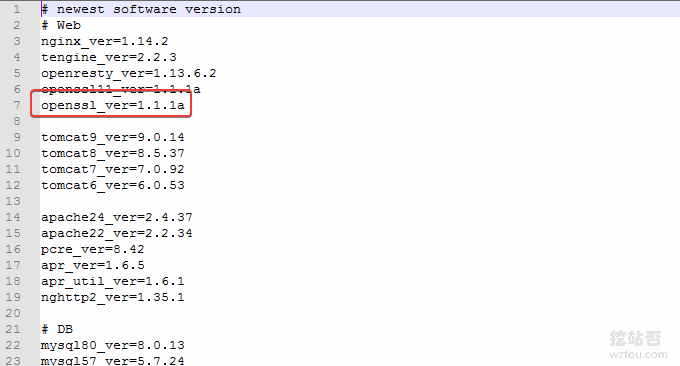 1 # newest software version
2 # Web
3 nginx_ver=1.14.2
4 tengine_ver=2.2.3
5 openresty_ver=1.13.6.2
6 openssl11_ver=1.1.1a
7 openssl_ver=1.1.1a
8
9 tomcat9_ver=9.0.14
10 tomcat8_ver=8.5.37
11 tomcat7_ver=7.0.92
12 tomcat6_ver=6.0.53
13
14 apache24_ver=2.4.37
15 apache22_ver=2.2.34
16 pcre_ver=8.42
17 apr_ver=1.6.5
18 apr_util_ver=1.6.1
19 nghttp2_ver=1.35.1
20
21 # DB
22 mysql80_ver=8.0.13
23 mysql57_ver=5.7.24
挖站否
wzfou.com